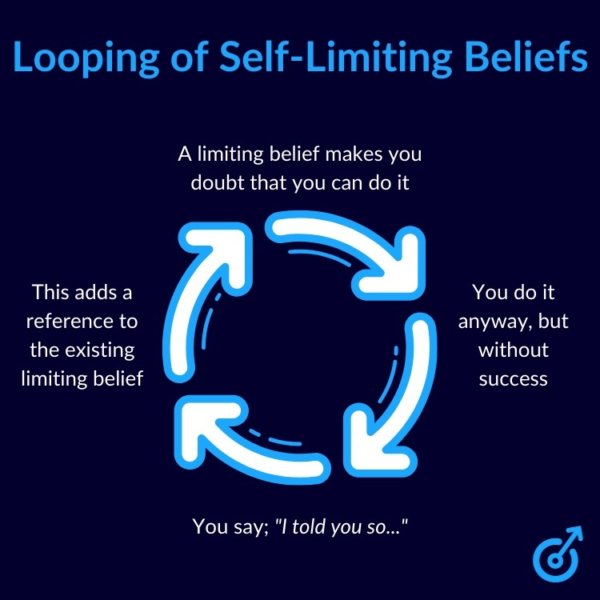 Looping of Self-Limiting Beliefs
A limiting belief makes you
doubt that you can do it
You do it
anyway, but
without
success
You say; "I told you so..."
This adds a
reference to
the existing
limiting belief